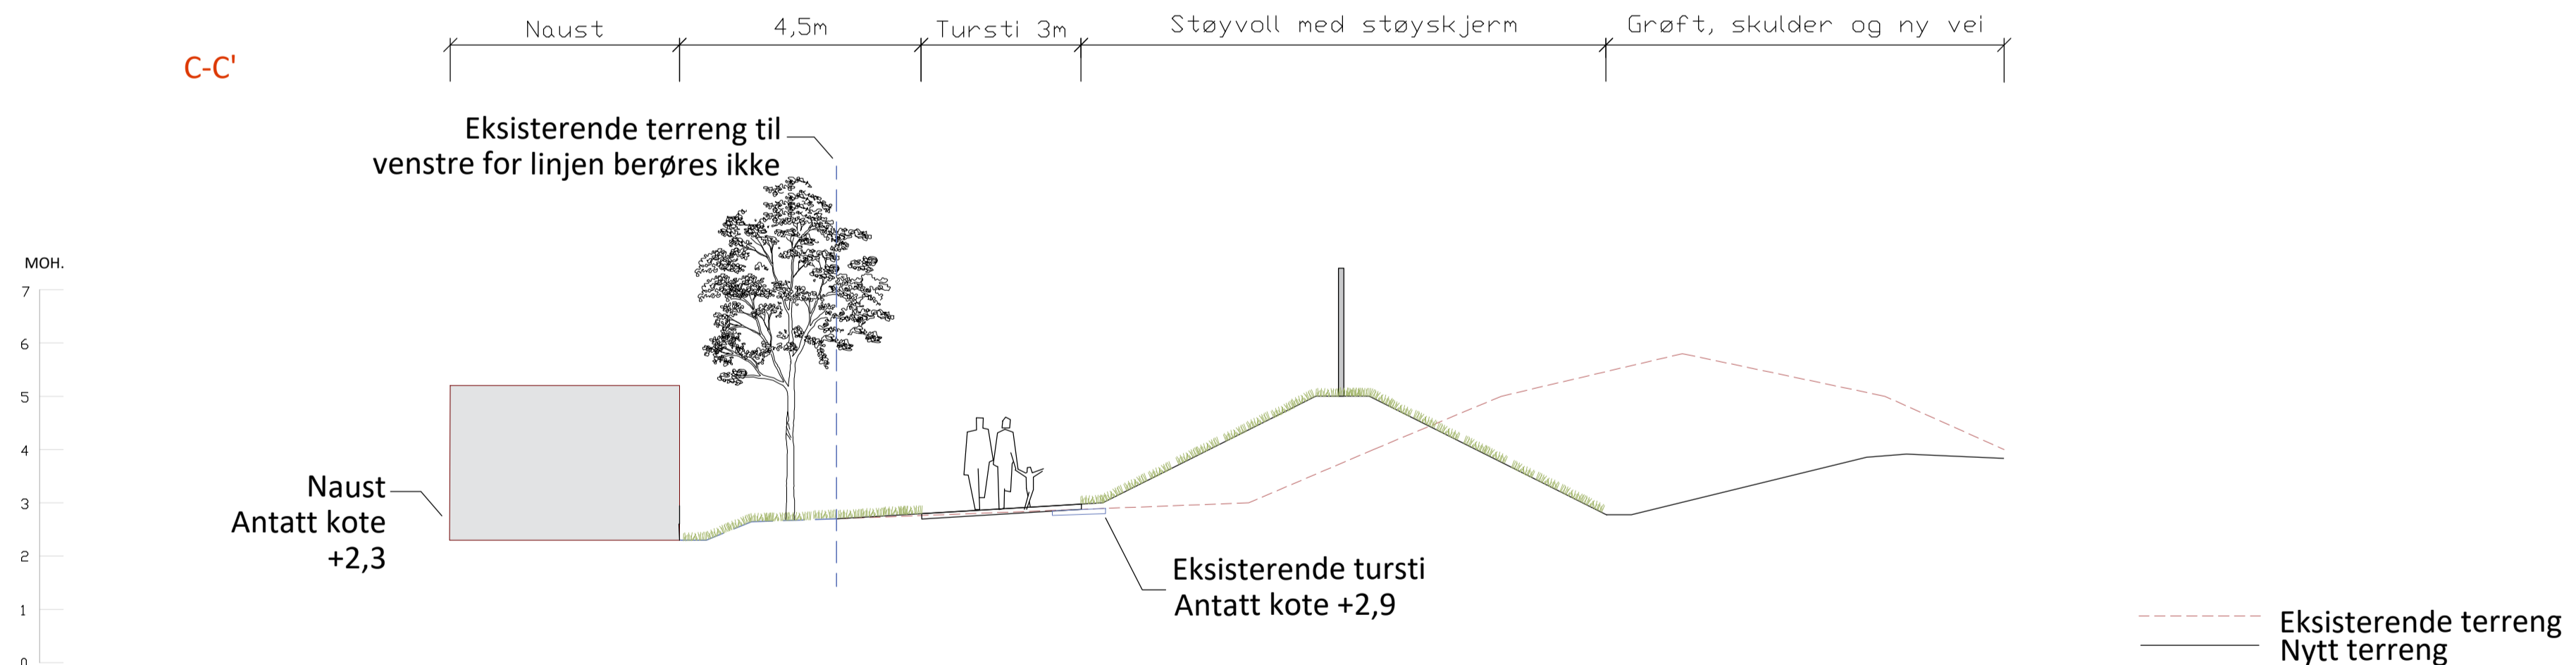 Naust
4,5m
Tursti 3m
Støyvoll med støyskjerm
Grøft, skulder og ny vei
C-C'
Eksisterende terreng til
venstre for linjen berøres ikke
MOH.
7
6
5
4
3
2
1
0
Naust
Antatt kote
+2,3
Eksisterende tursti
Antatt kote +2,9
Eksisterende terreng
Nytt terreng